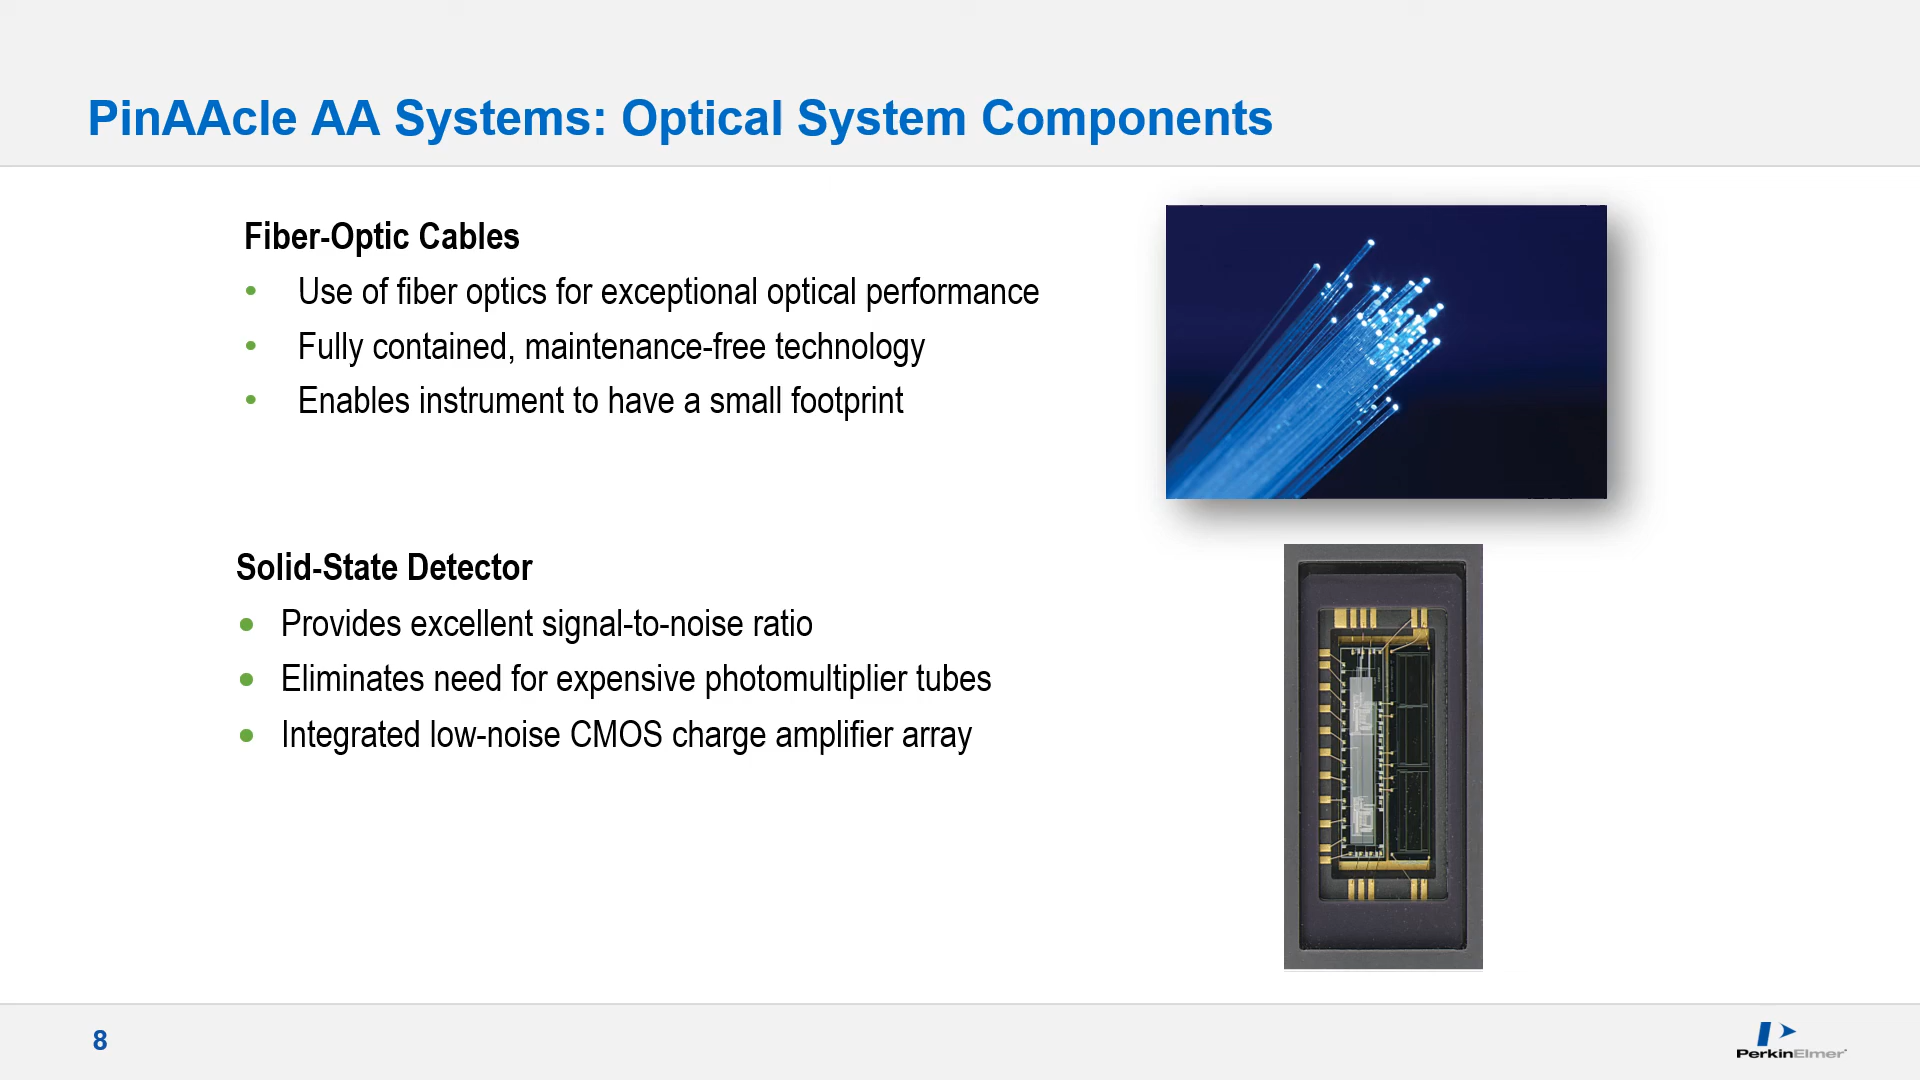 PinAAcle AA Systems: Optical System Components
Fiber-Optic Cables
• Use of fiber optics for exceptional optical performance
• Fully contained, maintenance-free technology
• Enables instrument to have a small footprint
Solid-State Detector
• Provides excellent signal-to-noise ratio
• Eliminates need for expensive photomultiplier tubes
• Integrated low-noise CMOS charge amplifier array
8
PerkinElmer